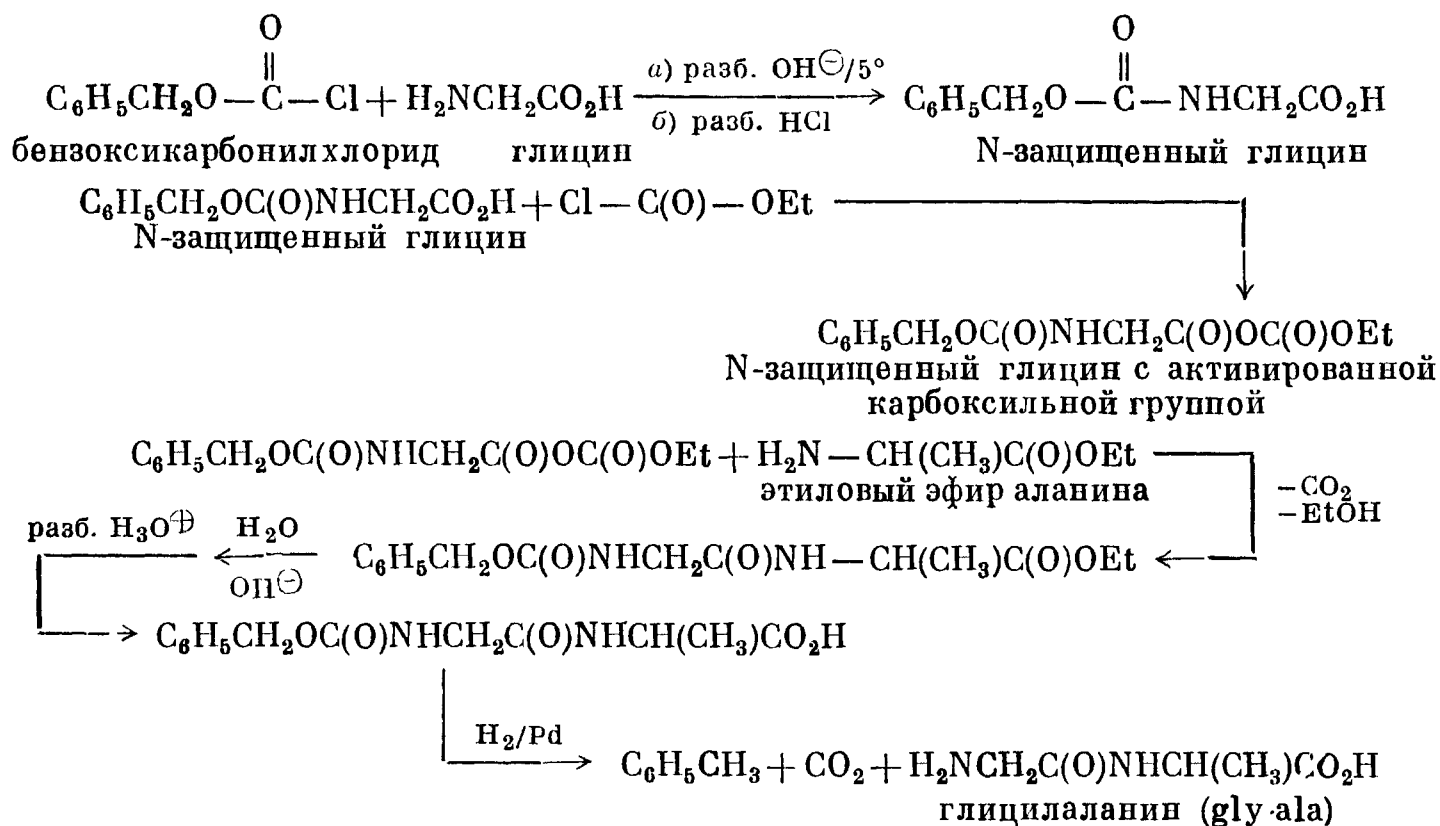 O O
C₆H₅CH₂O—C—Cl+H₂NCH₂CO₂H а) разб. OH⊖/5° б) разб. HCl → C₆H₅CH₂O—C—NHCH₂CO₂H
бензоксикарбонилхлорид глицин N-защищенный глицин
C₆H₅CH₂OC(O)NHCH₂CO₂H+Cl—C(O)—OEt
N-защищенный глицин
C₆H₅CH₂OC(O)NHCH₂C(O)OC(O)OEt
N-защищенный глицин с активированной
карбоксильной группой
C₆H₅CH₂OC(O)NHCH₂C(O)OC(O)OEt+H₂N—CH(CH₃)C(O)OEt
этиловый эфир аланина
–CO₂
–EtOH
разб. H₃O⊕ H₂O
OH⊖ ← C₆H₅CH₂OC(O)NHCH₂C(O)NH—CH(CH₃)C(O)OEt ←
→ C₆H₅CH₂OC(O)NHCH₂C(O)NHCH(CH₃)CO₂H
H₂/Pd
→ C₆H₅CH₃+CO₂+H₂NCH₂C(O)NHCH(CH₃)CO₂H
глицилаланин (gly·ala)